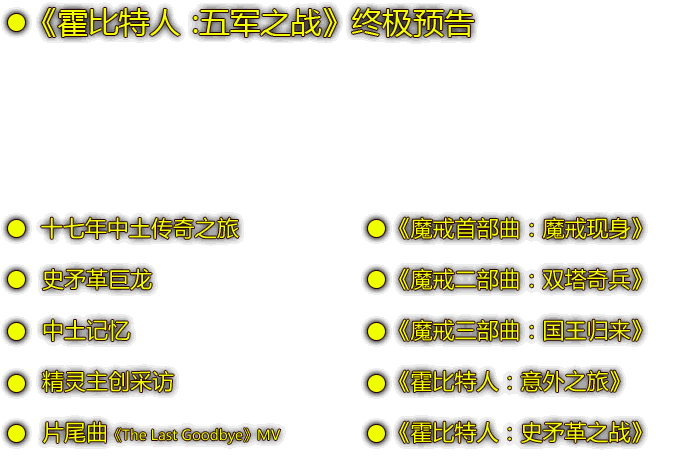 《霍比特人：五军之战》终极预告
十七年中土传奇之旅
史矛革巨龙
中土记忆
精灵主创采访
片尾曲《The Last Goodbye》MV
《魔戒首部曲：魔戒现身》
《魔戒二部曲：双塔奇兵》
《魔戒三部曲：国王归来》
《霍比特人：意外之旅》
《霍比特人：史矛革之战》